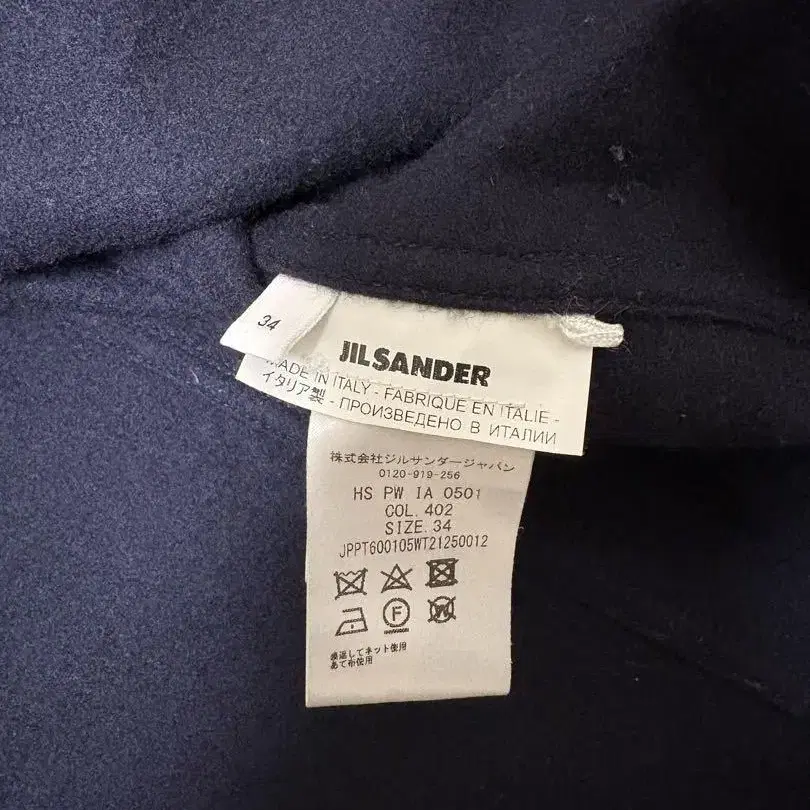 34
JIL SANDER
MADE IN ITALY - FABRIQUE EN ITALIE -
イタリア製 - ПРОИЗВЕДЕНО В ИТАЛИИ
株式会社ジルサンダージャパン
0120-919-256
HS PW IA 0501
COL. 402
SIZE. 34
JPPT600105WT21250012
F
W
裏返してネット使用
あて布使用